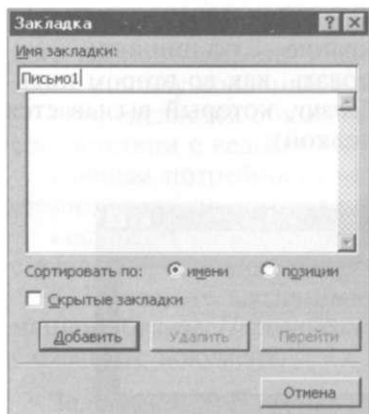 Закладка
Имя закладки:
Письмо1
Сортировать по: имени позиции
Скрытые закладки
Добавить Удалить Перейти
Отмена